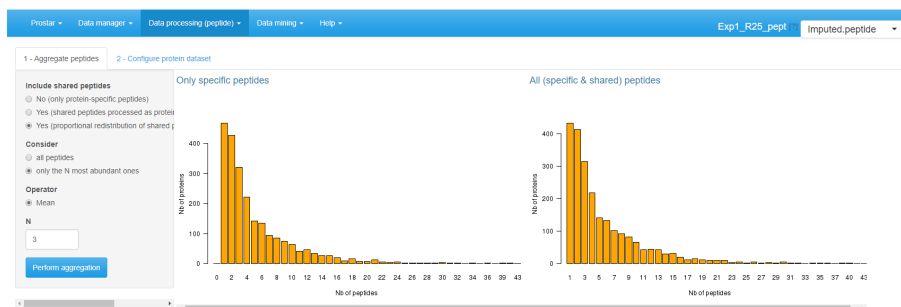 Prostar Data manager Data processing (peptide) Data mining Help Exp1_R25_pept Imputed.peptide
1 - Aggregate peptides 2 - Configure protein dataset
Include shared peptides
No (only protein-specific peptides)
Yes (shared peptides processed as protein
Yes (proportional redistribution of shared p
Consider
all peptides
only the N most abundant ones
Operator
Mean
N
3
Perform aggregation
Only specific peptides
Nb of proteins
400
300
200
100
0
0 2 4 6 8 10 12 14 16 18 20 22 24 26 28 30 32 34 36 39 43
Nb of peptides
All (specific & shared) peptides
Nb of proteins
400
300
200
100
0
1 3 5 7 9 11 13 15 17 19 21 23 25 27 29 31 33 35 37 40 43
Nb of peptides